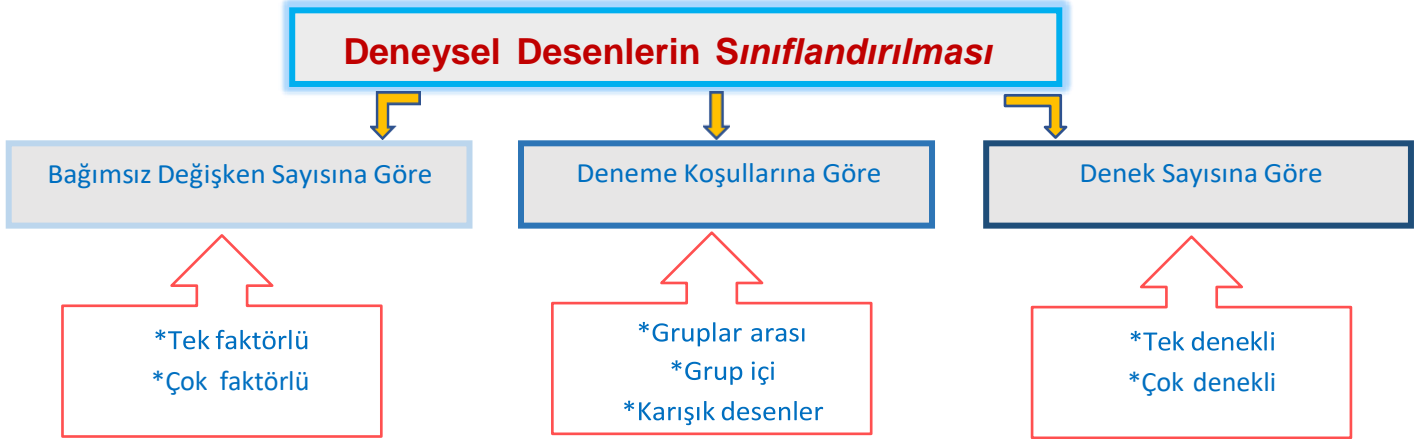 Deneysel Desenlerin Sınıflandırılması
Bağımsız Değişken Sayısına Göre
Deneme Koşullarına Göre
Denek Sayısına Göre
*Tek faktörlü
*Çok faktörlü
*Gruplar arası
*Grup içi
*Karışık desenler
*Tek denekli
*Çok denekli